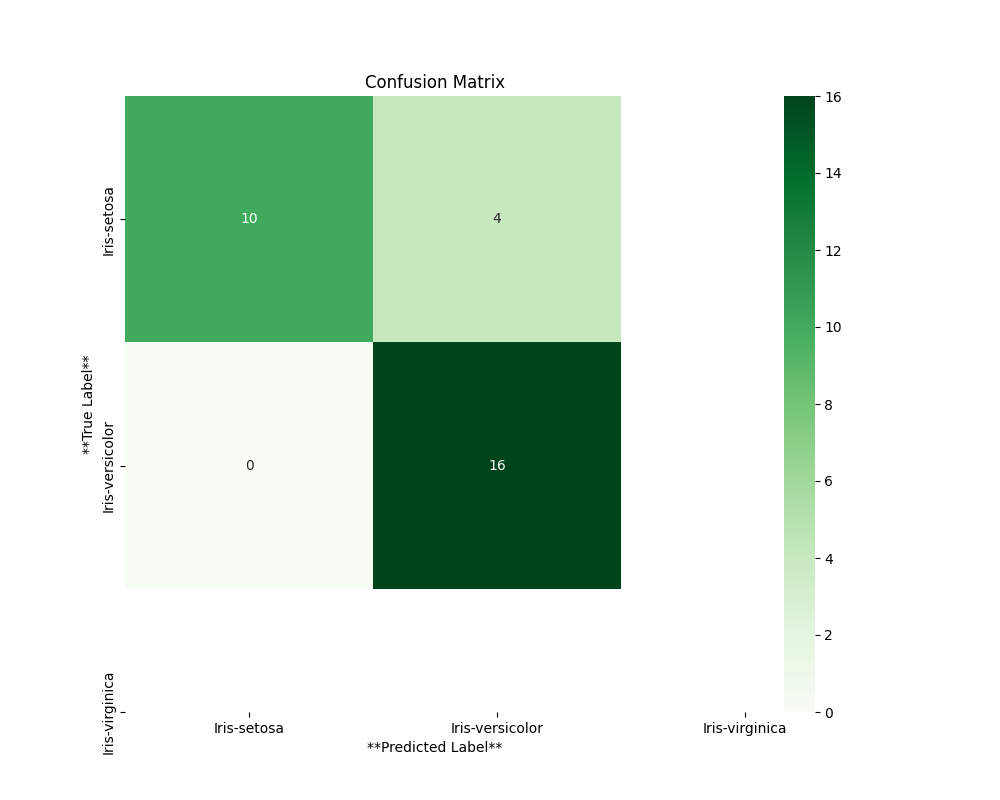 Confusion Matrix
Iris-setosa
Iris-versicolor
Iris-virginica
**True Label**
10
4
0
16
Iris-setosa
Iris-versicolor
Iris-virginica
**Predicted Label**
16
14
12
10
8
6
4
2
0